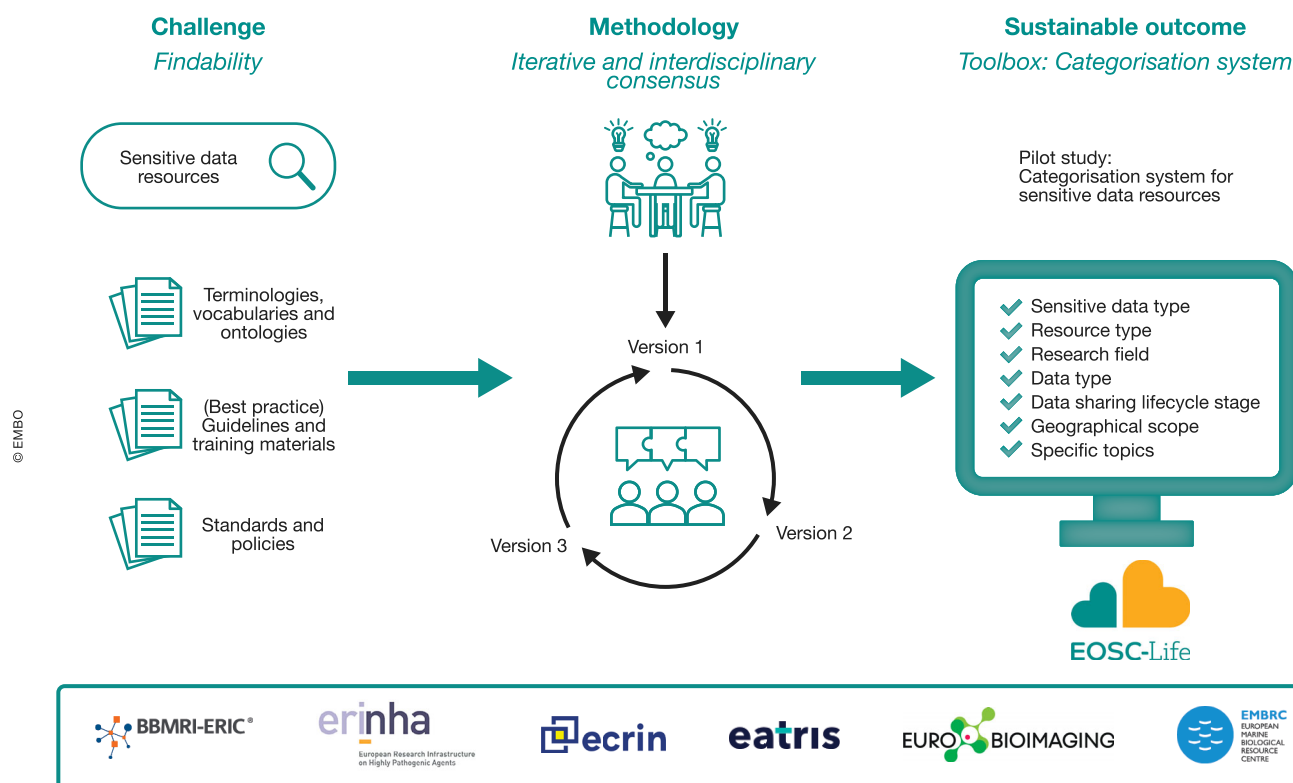 Challenge
Findability
Sensitive data
resources
Terminologies,
vocabularies and
ontologies
(Best practice)
Guidelines and
training materials
Standards and
policies
Methodology
Iterative and interdisciplinary
consensus
Version 1
Version 2
Version 3
Sustainable outcome
Toolbox: Categorisation system
Pilot study:
Categorisation system for
sensitive data resources
Sensitive data type
Resource type
Research field
Data type
Data sharing lifecycle stage
Geographical scope
Specific topics
EOSC-Life
© EMBO
BBMRI-ERIC®
erinha
European Research Infrastructure
on Highly Pathogenic Agents
ecrin
eatris
EURO BIOIMAGING
EMBRC
EUROPEAN
MARINE
BIOLOGICAL
RESOURCE
CENTRE